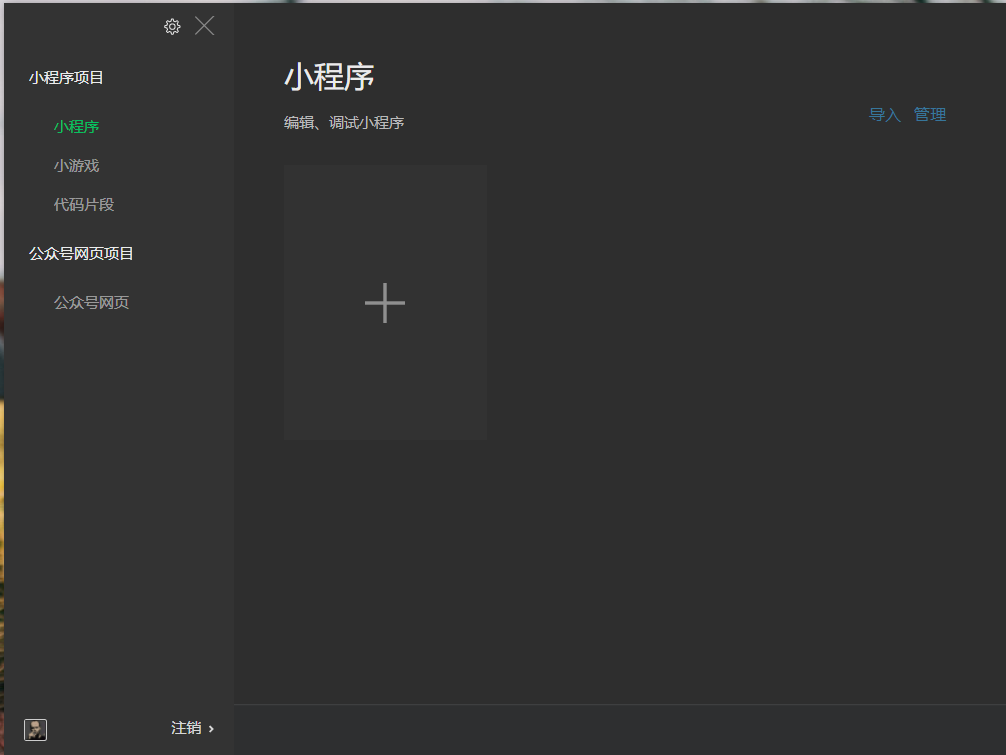 小程序项目
小程序
小游戏
代码片段
公众号网页项目
公众号网页
注销
小程序
编辑、调试小程序
导入 管理